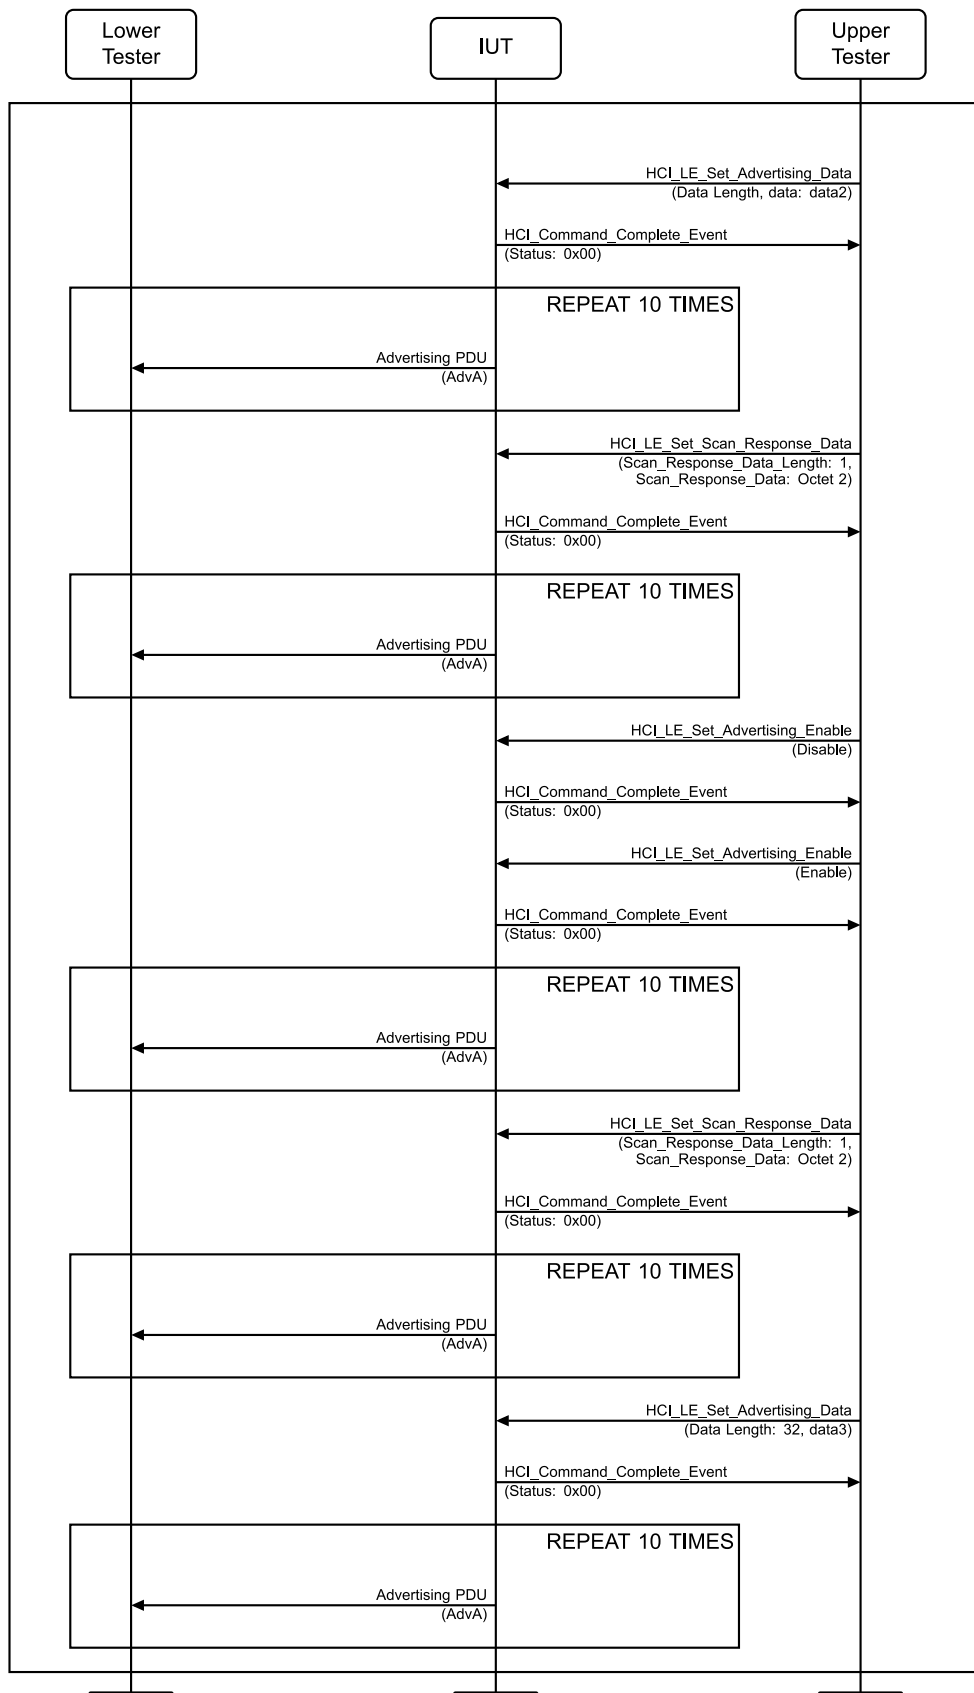 Lower
Tester
IUT
Upper
Tester
HCI_LE_Set_Advertising_Data
(Data Length, data: data2)
HCI_Command_Complete_Event
(Status: 0x00)
REPEAT 10 TIMES
Advertising PDU
(AdvA)
HCI_LE_Set_Scan_Response_Data
(Scan_Response_Data_Length: 1,
Scan_Response_Data: Octet 2)
HCI_Command_Complete_Event
(Status: 0x00)
REPEAT 10 TIMES
Advertising PDU
(AdvA)
HCI_LE_Set_Advertising_Enable
(Disable)
HCI_Command_Complete_Event
(Status: 0x00)
HCI_LE_Set_Advertising_Enable
(Enable)
HCI_Command_Complete_Event
(Status: 0x00)
REPEAT 10 TIMES
Advertising PDU
(AdvA)
HCI_LE_Set_Scan_Response_Data
(Scan_Response_Data_Length: 1,
Scan_Response_Data: Octet 2)
HCI_Command_Complete_Event
(Status: 0x00)
REPEAT 10 TIMES
Advertising PDU
(AdvA)
HCI_LE_Set_Advertising_Data
(Data Length: 32, data3)
HCI_Command_Complete_Event
(Status: 0x00)
REPEAT 10 TIMES
Advertising PDU
(AdvA)